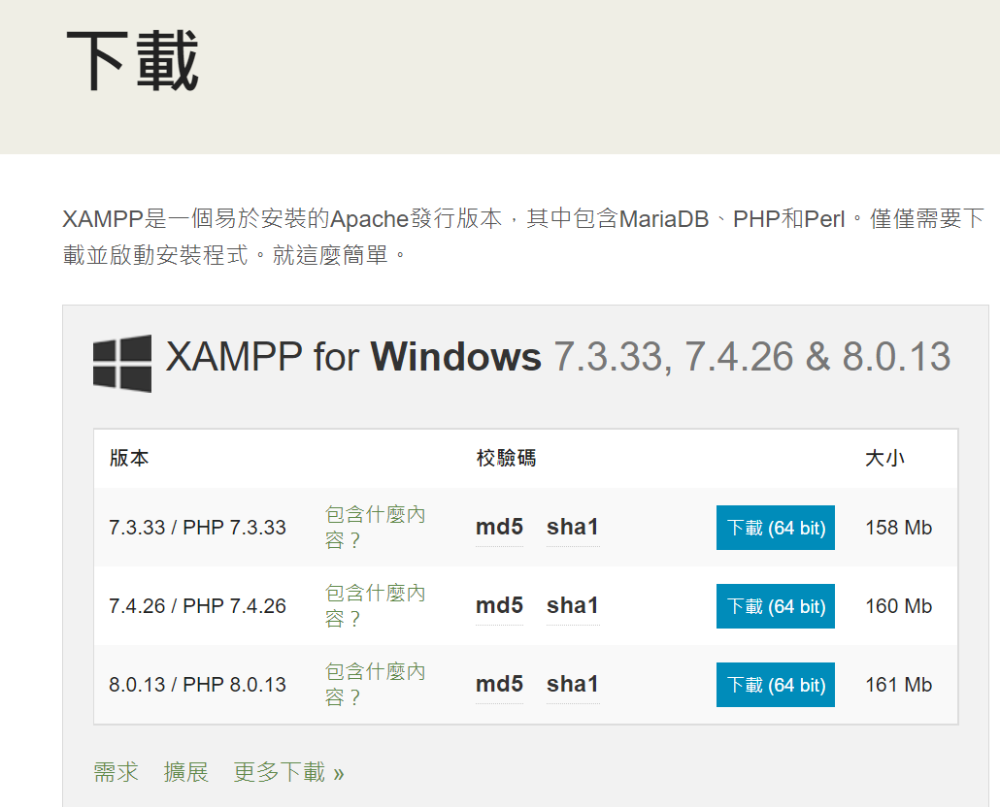 下載
XAMPP是一個易於安裝的Apache發行版本，其中包含MariaDB、PHP和Perl。僅僅需要下
載並啟動安裝程式。就這麼簡單。
XAMPP for Windows 7.3.33, 7.4.26 & 8.0.13
版本 校驗碼 大小
7.3.33 / PHP 7.3.33 包含什麼內
容？ md5 sha1 下載 (64 bit) 158 Mb
7.4.26 / PHP 7.4.26 包含什麼內
容？ md5 sha1 下載 (64 bit) 160 Mb
8.0.13 / PHP 8.0.13 包含什麼內
容？ md5 sha1 下載 (64 bit) 161 Mb
需求 擴展 更多下載 »